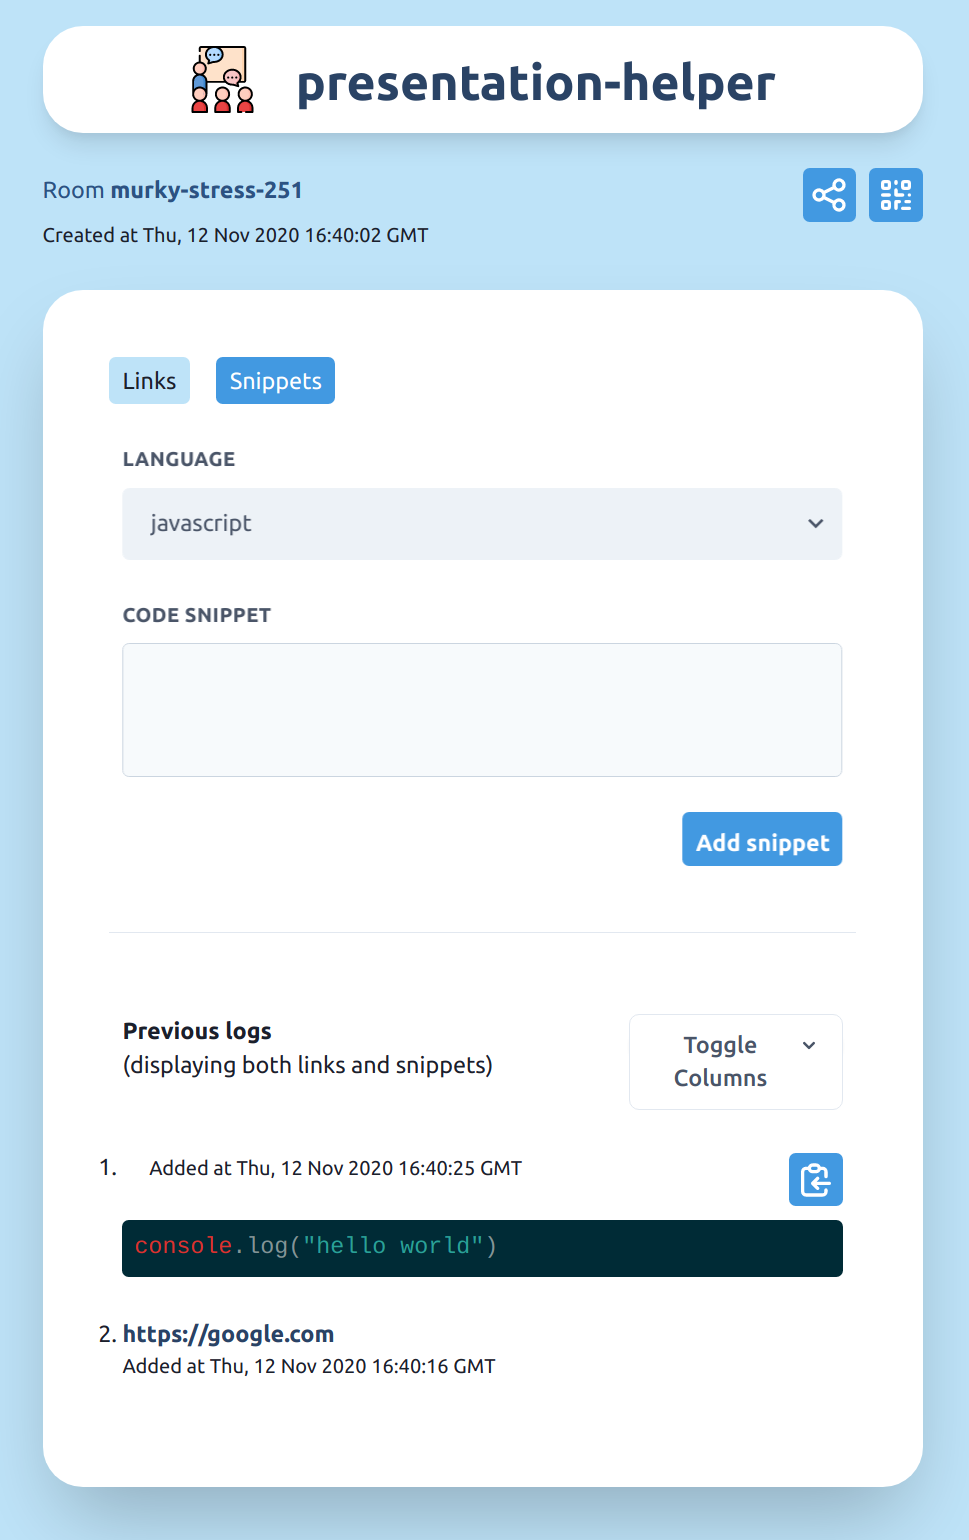 presentation-helper
Room murky-stress-251
Created at Thu, 12 Nov 2020 16:40:02 GMT
Links
Snippets
LANGUAGE
javascript
CODE SNIPPET
Add snippet
Previous logs
(displaying both links and snippets)
Toggle
Columns
1. Added at Thu, 12 Nov 2020 16:40:25 GMT
console.log("hello world")
2. https://google.com
Added at Thu, 12 Nov 2020 16:40:16 GMT